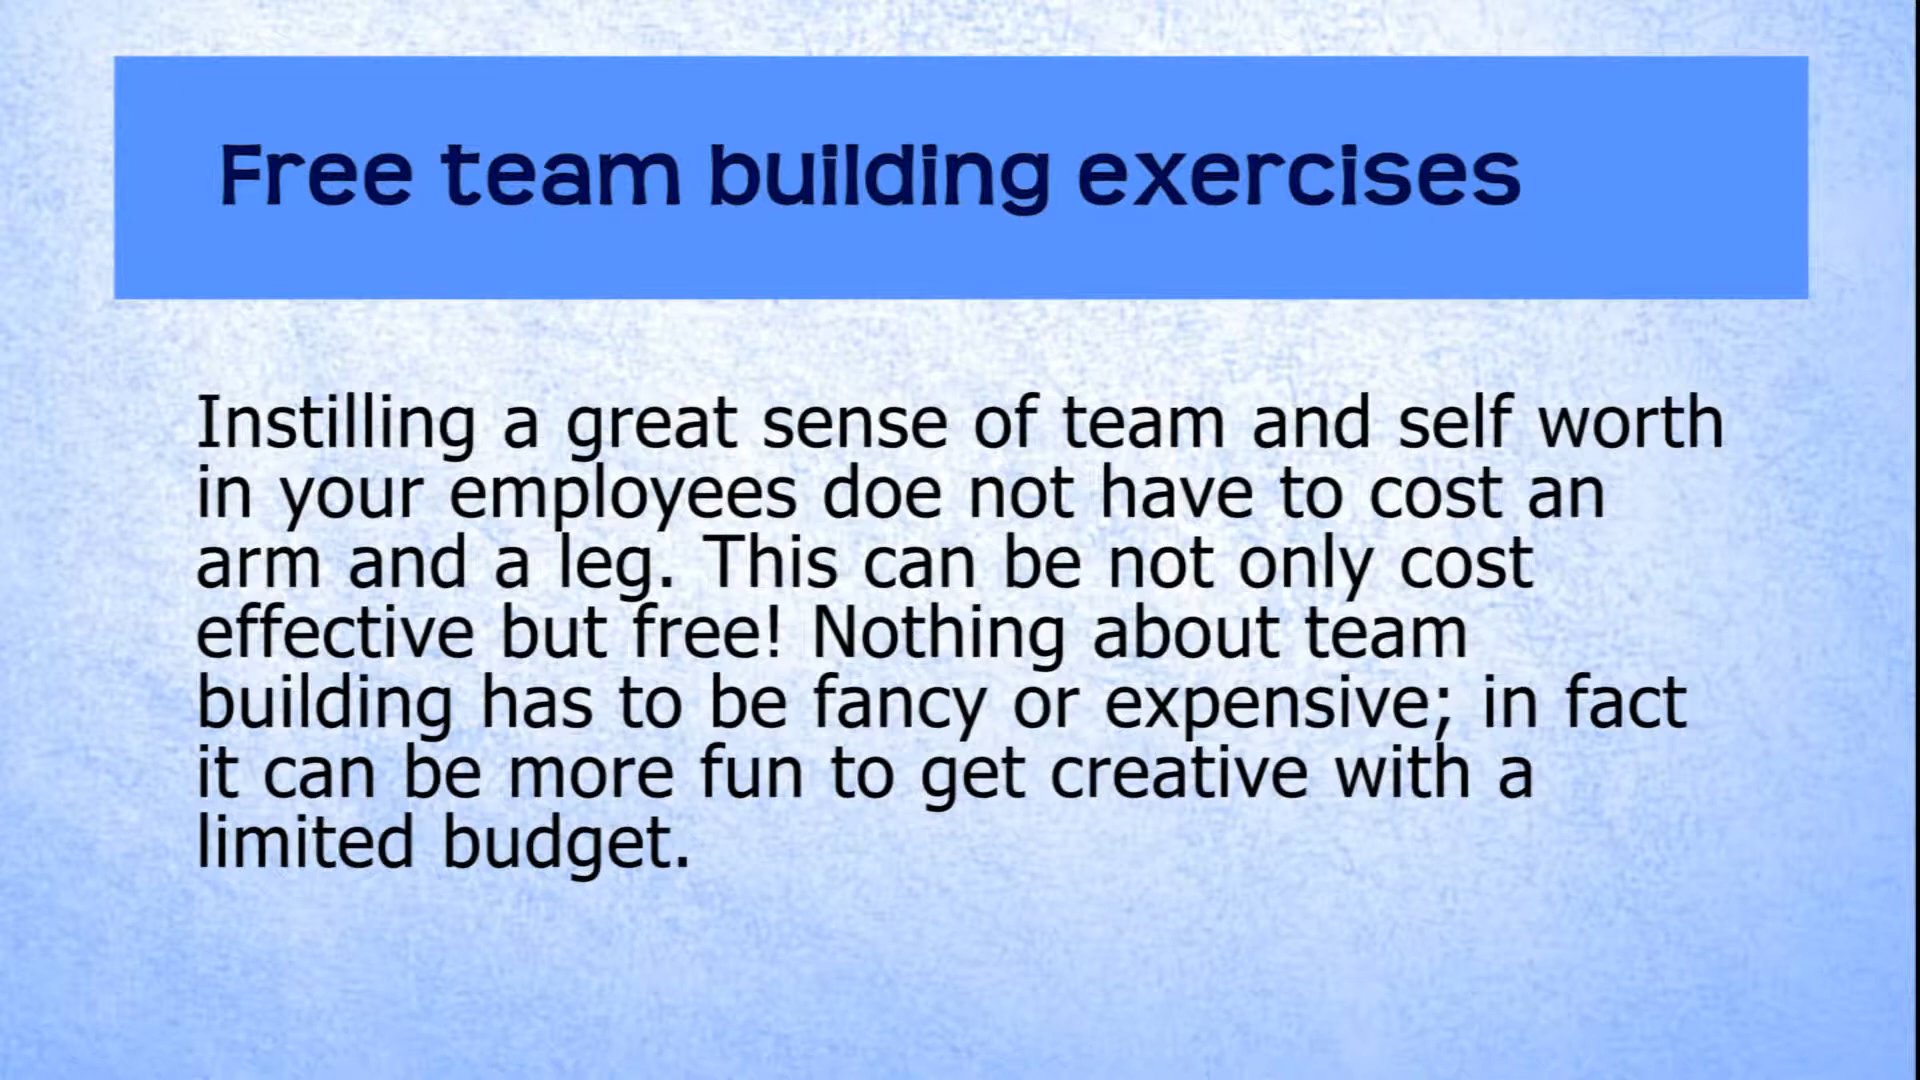 Free team building exercises
Instilling a great sense of team and self worth
in your employees doe not have to cost an
arm and a leg. This can be not only cost
effective but free! Nothing about team
building has to be fancy or expensive; in fact
it can be more fun to get creative with a
limited budget.